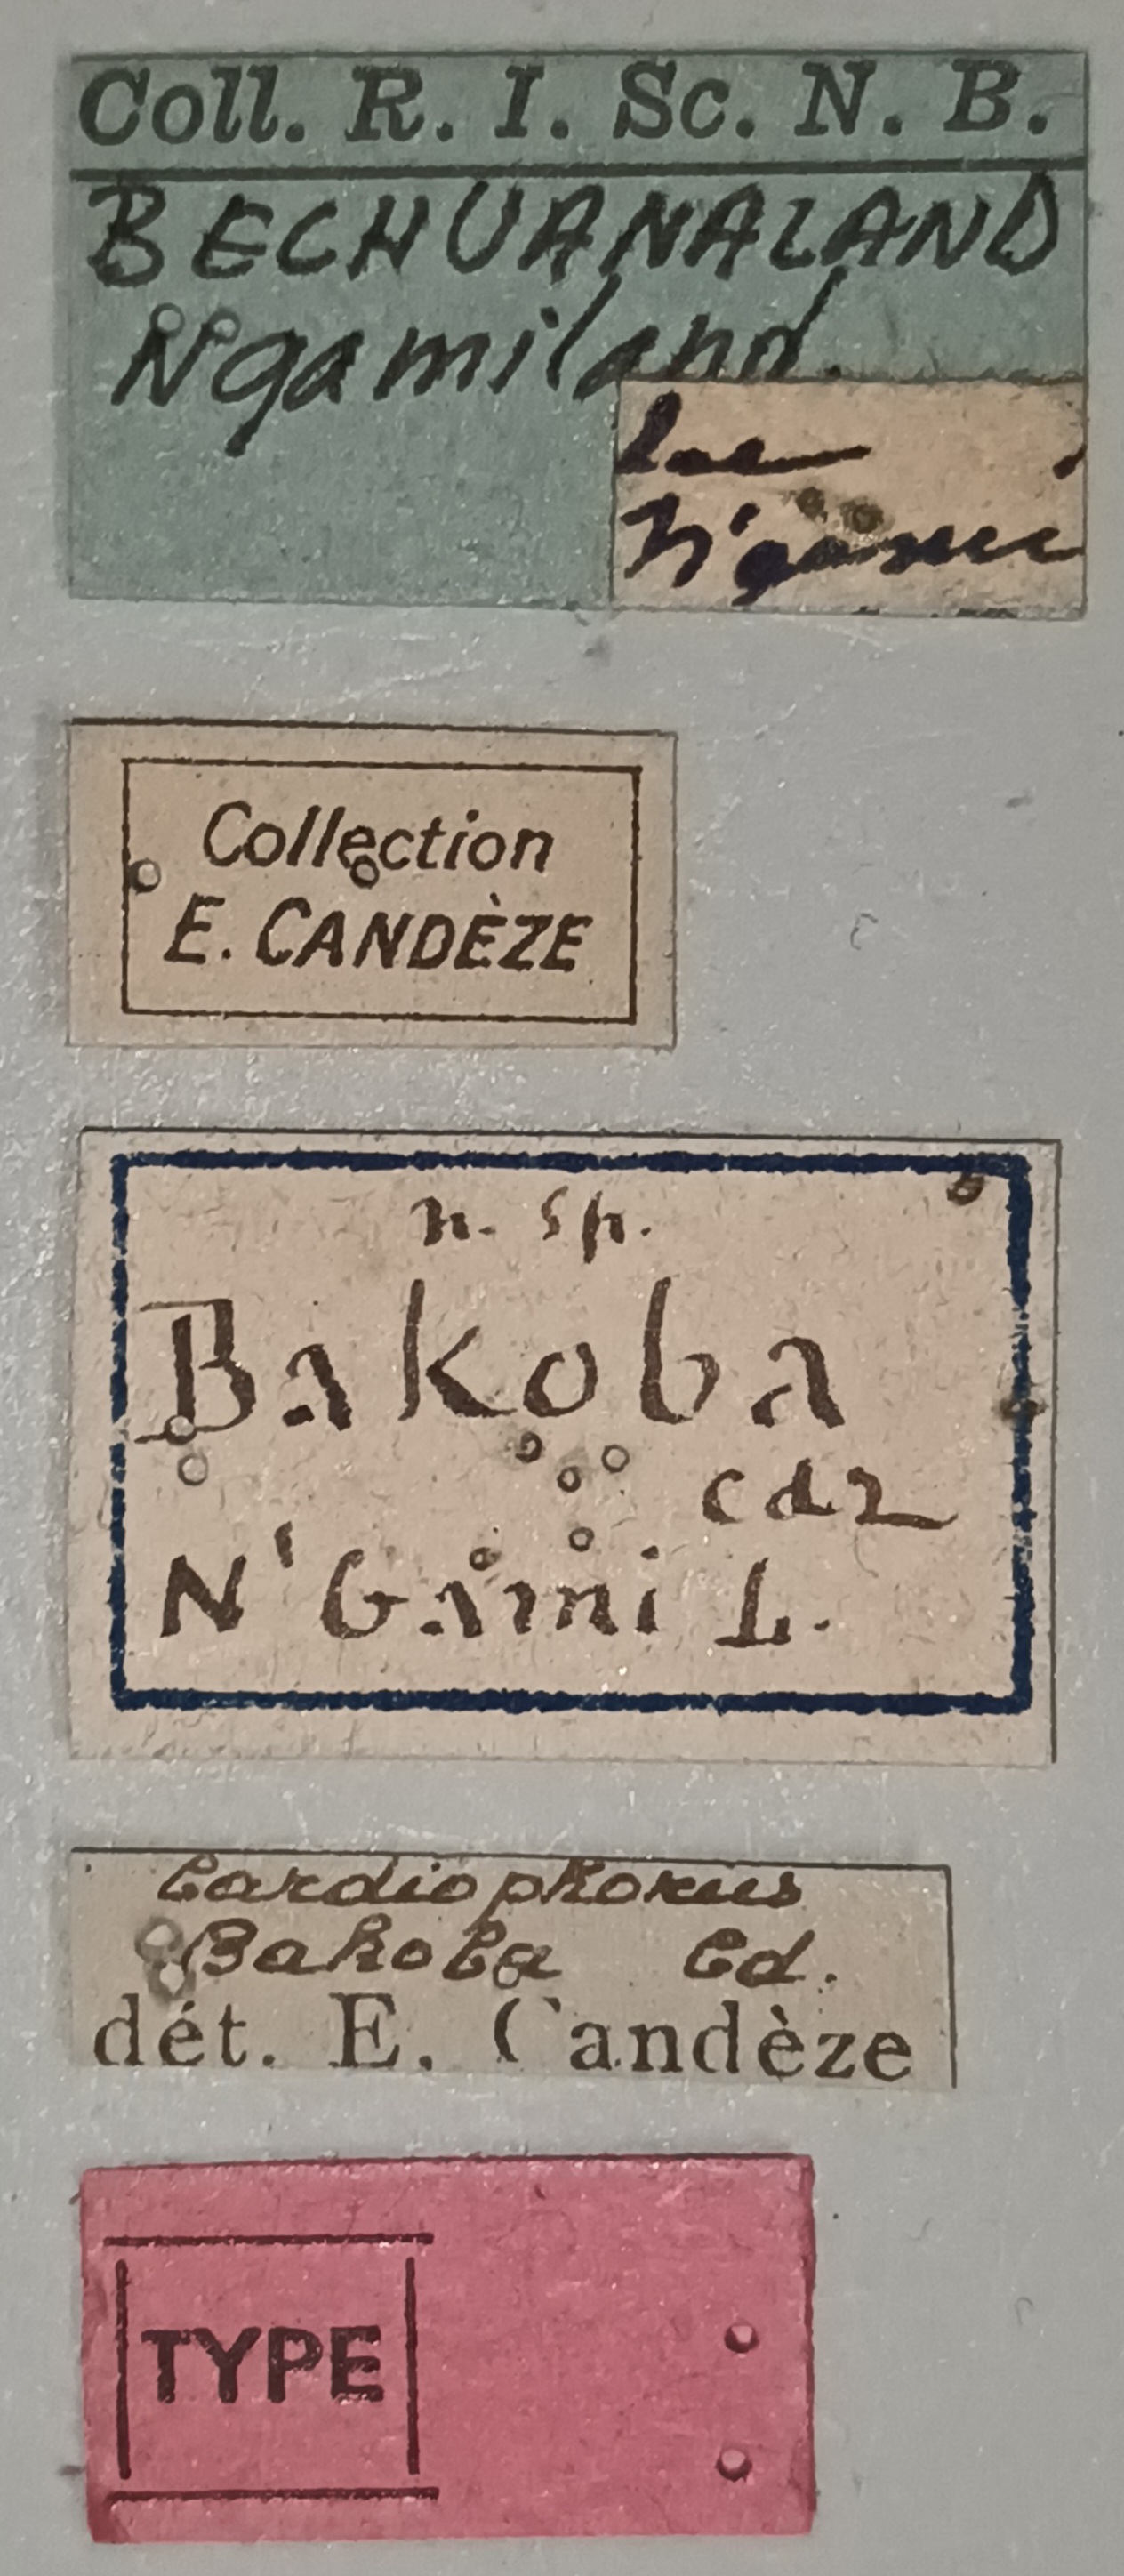 Coll. R. I. Sc. N. B.
BECHUANALAND
Ngamiland.
Lac
N'gami
Collection
E. CANDÈZE
n. sp.
Bakoba
cdz
N'Gami L.
Cardiophorus
Bakoba Cd.
dét. E. Candèze
TYPE